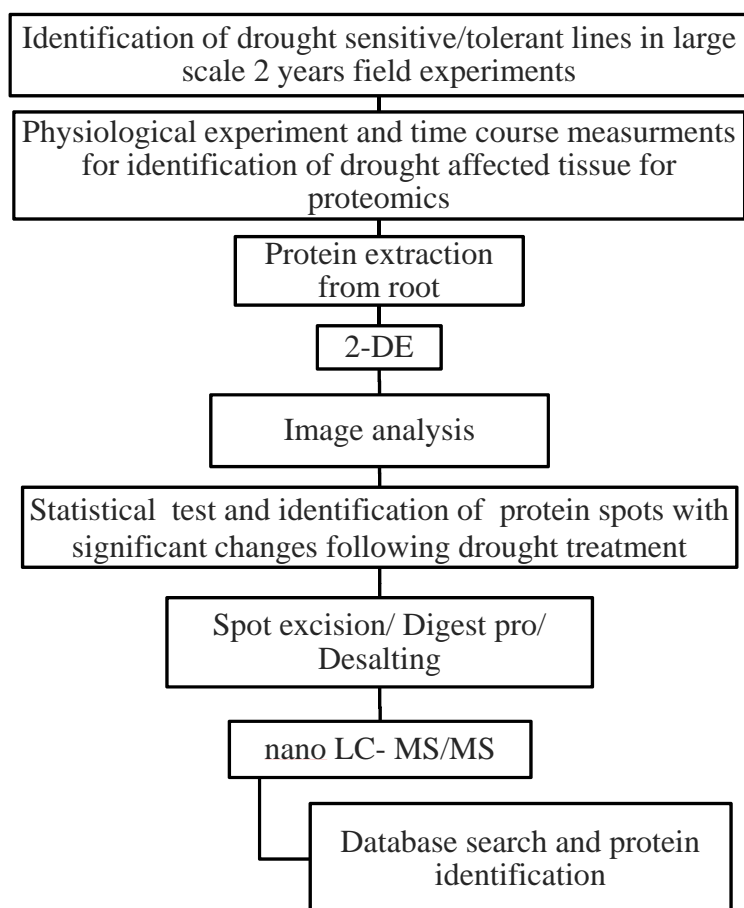 Identification of drought sensitive/tolerant lines in large
scale 2 years field experiments
Physiological experiment and time course measurments
for identification of drought affected tissue for
proteomics
Protein extraction
from root
2-DE
Image analysis
Statistical test and identification of protein spots with
significant changes following drought treatment
Spot excision/ Digest pro/
Desalting
nano LC- MS/MS
Database search and protein
identification